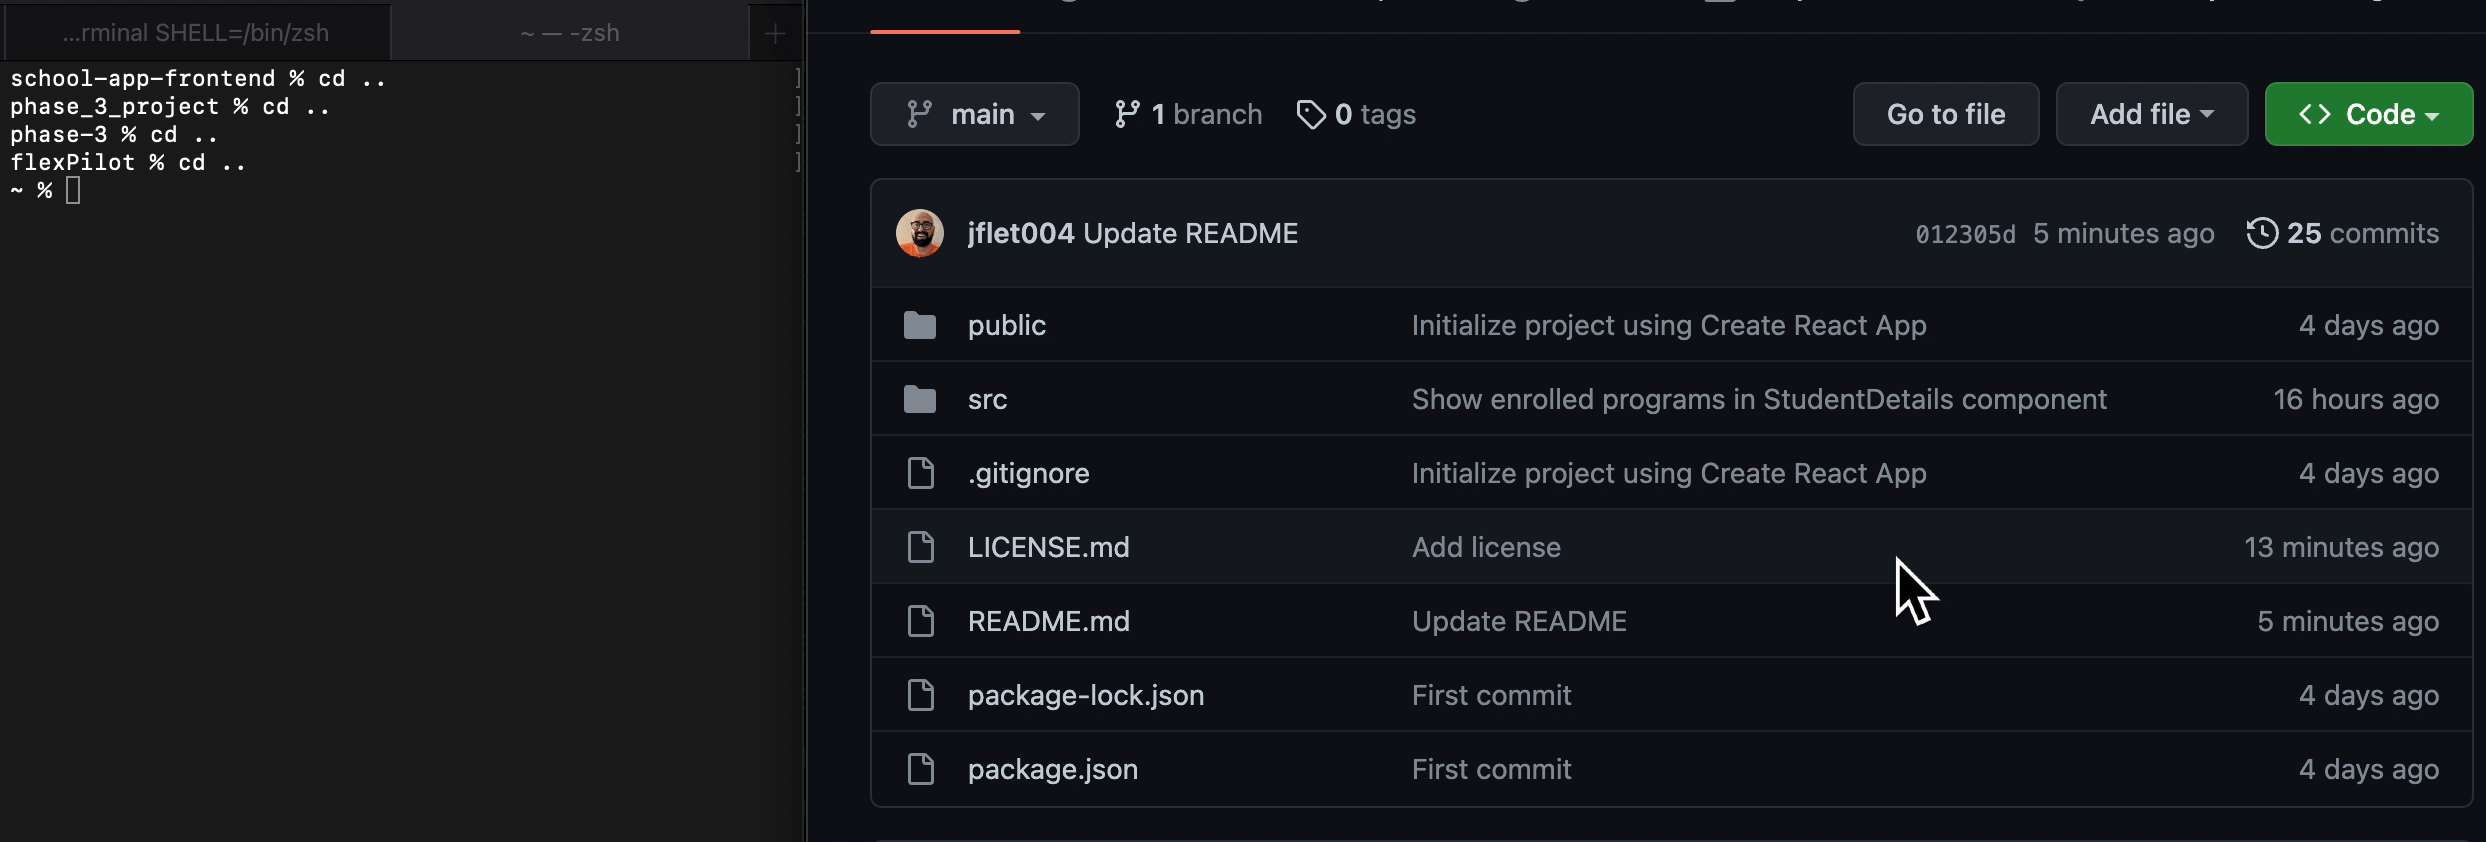 ...rminal SHELL=/bin/zsh
~ — -zsh
school-app-frontend % cd ..
phase_3_project % cd ..
phase-3 % cd ..
flexPilot % cd ..
~ %
main
1 branch
0 tags
Go to file
Add file
<> Code
jflet004 Update README
012305d 5 minutes ago
25 commits
public
Initialize project using Create React App
4 days ago
src
Show enrolled programs in StudentDetails component
16 hours ago
.gitignore
Initialize project using Create React App
4 days ago
LICENSE.md
Add license
13 minutes ago
README.md
Update README
5 minutes ago
package-lock.json
First commit
4 days ago
package.json
First commit
4 days ago